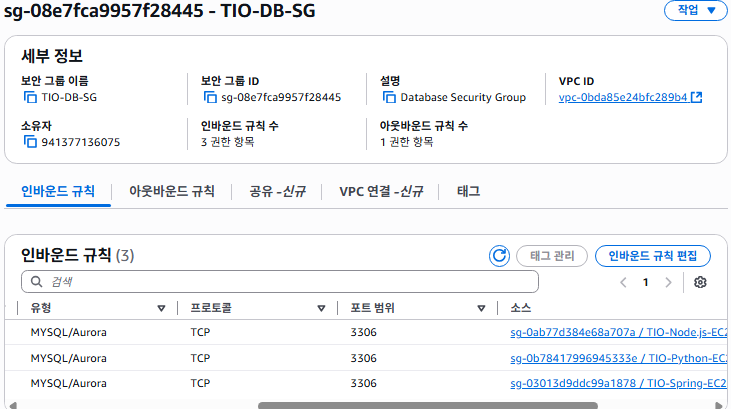 sg-08e7fca9957f28445 - TIO-DB-SG
작업
세부 정보
보안 그룹 이름
TIO-DB-SG
보안 그룹 ID
sg-08e7fca9957f28445
설명
Database Security Group
VPC ID
vpc-0bda85e24bfc289b4
소유자
941377136075
인바운드 규칙 수
3 권한 항목
아웃바운드 규칙 수
1 권한 항목
인바운드 규칙 아웃바운드 규칙 공유 -신규 VPC 연결 -신규 태그
인바운드 규칙 (3)
태그 관리
인바운드 규칙 편집
검색
1
유형 프로토콜 포트 범위 소스
MYSQL/Aurora TCP 3306 sg-0ab77d384e68a707a / TIO-Node.js-EC2
MYSQL/Aurora TCP 3306 sg-0b78417996945333e / TIO-Python-EC2
MYSQL/Aurora TCP 3306 sg-03013d9ddc99a1878 / TIO-Spring-EC2